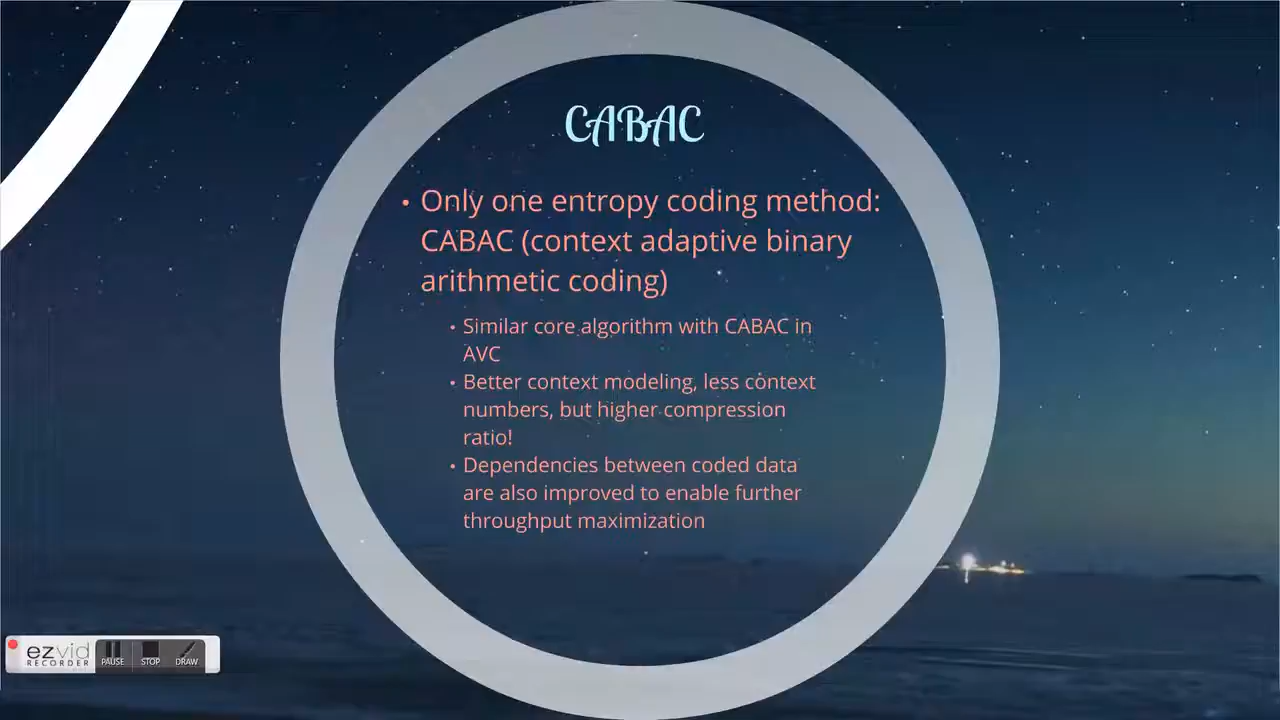 CABAC
• Only one entropy coding method:
CABAC (context adaptive binary
arithmetic coding)
• Similar core algorithm with CABAC in
AVC
• Better context modeling, less context
numbers, but higher compression
ratio!
• Dependencies between coded data
are also improved to enable further
throughput maximization
ezvid
RECORDER
PAUSE STOP DRAW